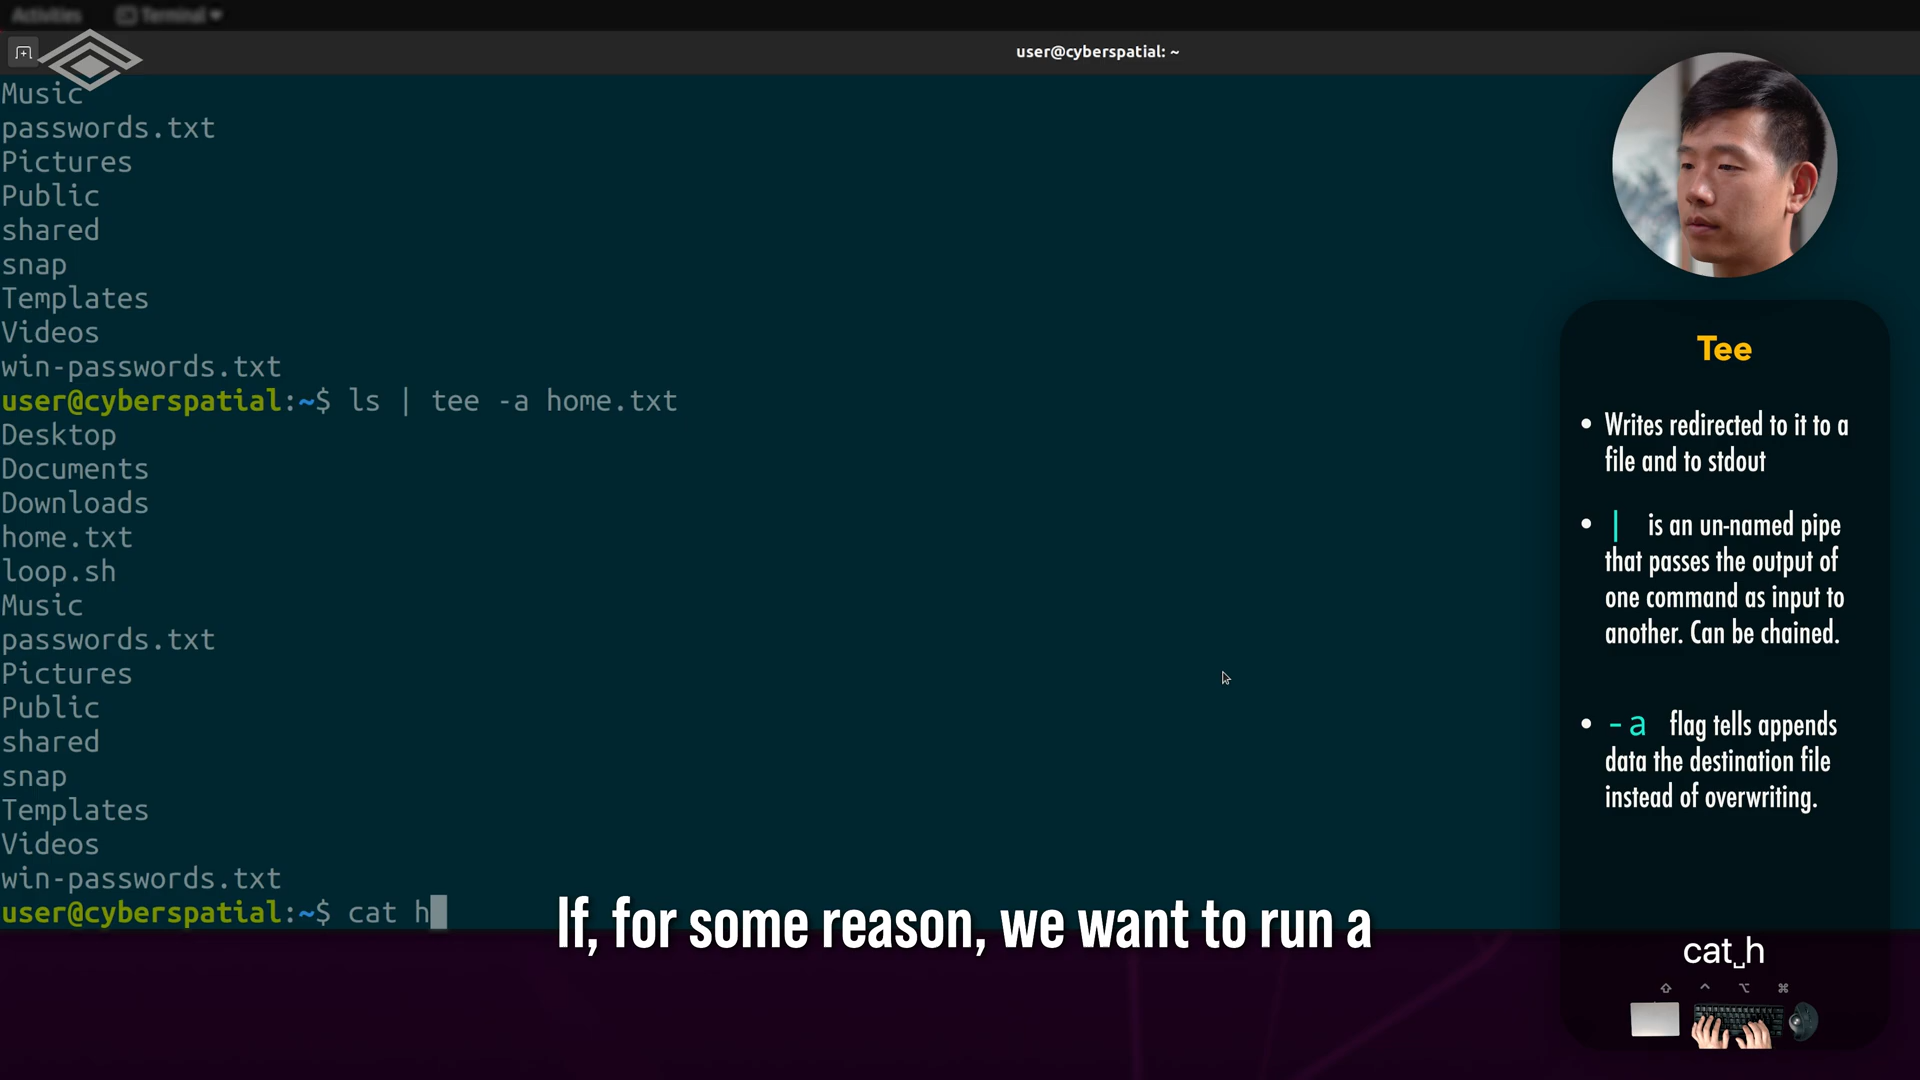 Activities Terminal
user@cyberspatial: ~
Music
passwords.txt
Pictures
Public
shared
snap
Templates
Videos
win-passwords.txt
user@cyberspatial:~$ ls | tee -a home.txt
Desktop
Documents
Downloads
home.txt
loop.sh
Music
passwords.txt
Pictures
Public
shared
snap
Templates
Videos
win-passwords.txt
user@cyberspatial:~$ cat h
If, for some reason, we want to run a
Tee
• Writes redirected to it to a
file and to stdout
• | is an un-named pipe
that passes the output of
one command as input to
another. Can be chained.
• -a flag tells appends
data the destination file
instead of overwriting.
cat␣h
⇧ ^ ⌥ ⌘